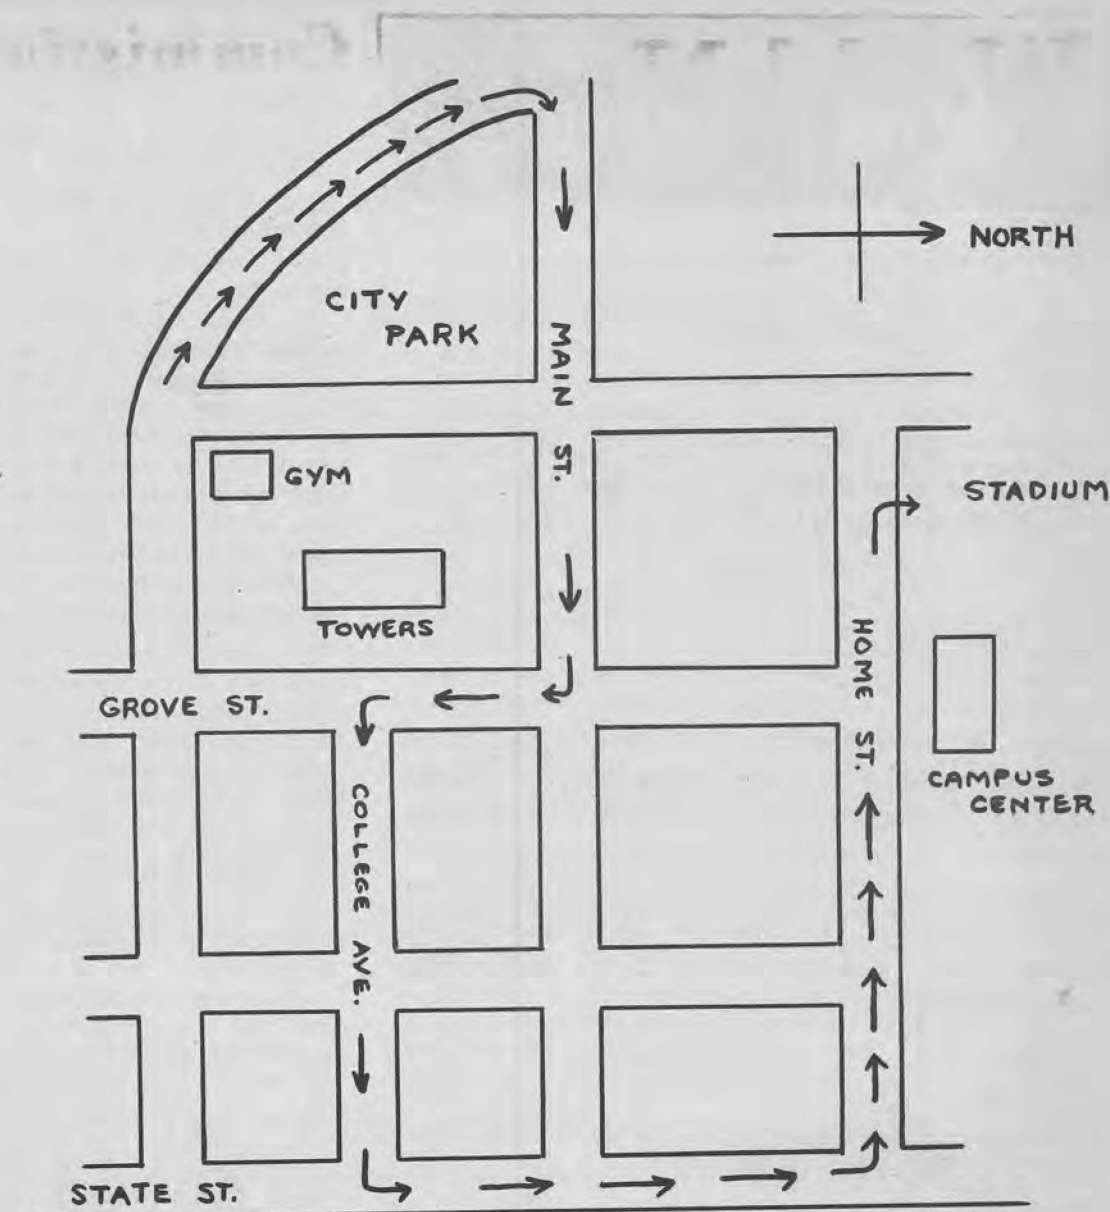 NORTH
CITY
PARK
MAIN ST.
GYM
STADIUM
TOWERS
HOME ST.
GROVE ST.
CAMPUS
CENTER
COLLEGE AVE.
STATE ST.